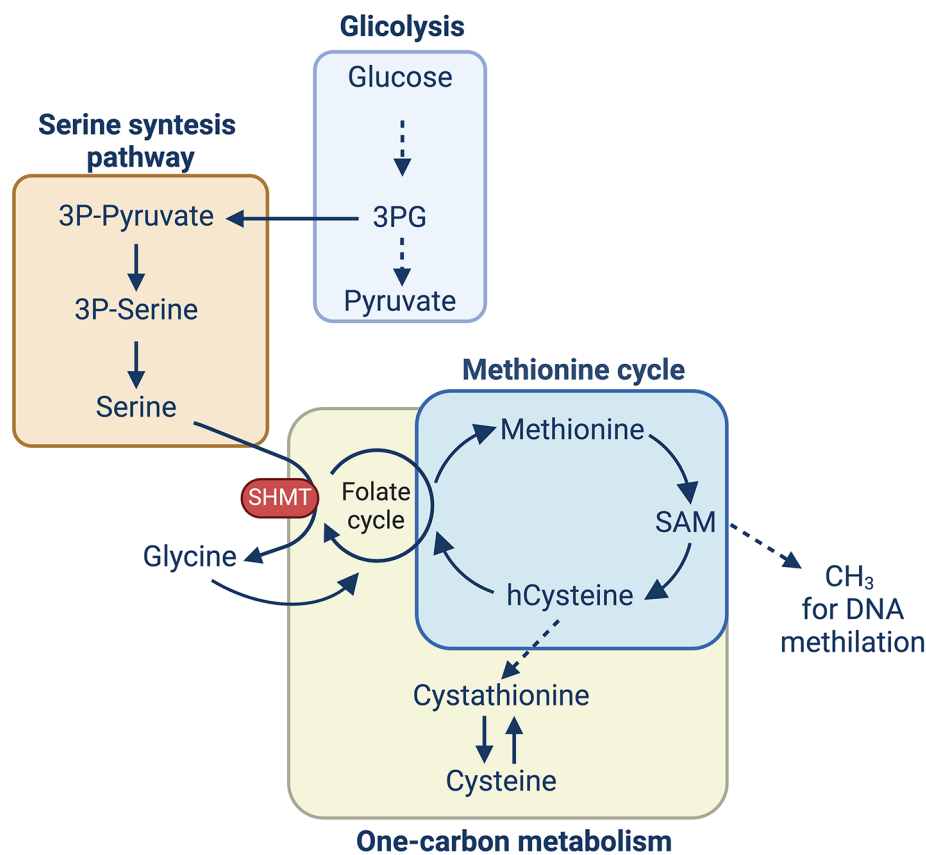 Glicolysis
Glucose
3PG
Pyruvate
Serine syntesis
pathway
3P-Pyruvate
3P-Serine
Serine
SHMT
Glycine
Folate
cycle
Methionine cycle
Methionine
SAM
hCysteine
CH₃
for DNA
methilation
Cystathionine
Cysteine
One-carbon metabolism